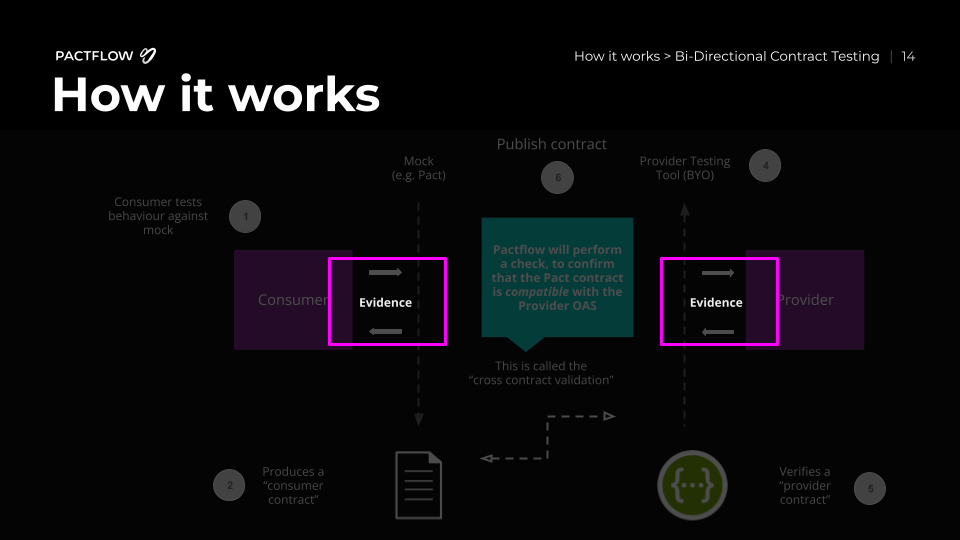 PACTFLOW
How it works > Bi-Directional Contract Testing | 14
How it works
Publish contract
6
Mock
(e.g. Pact)
Provider Testing
Tool (BYO)
4
Consumer tests
behaviour against
mock
1
Pactflow will perform
a check, to confirm
that the Pact contract
is compatible with the
Provider OAS
Consumer
Evidence
Evidence
Provider
This is called the
“cross contract validation”
2
Produces a
“consumer
contract”
{···}
Verifies a
“provider
contract”
5